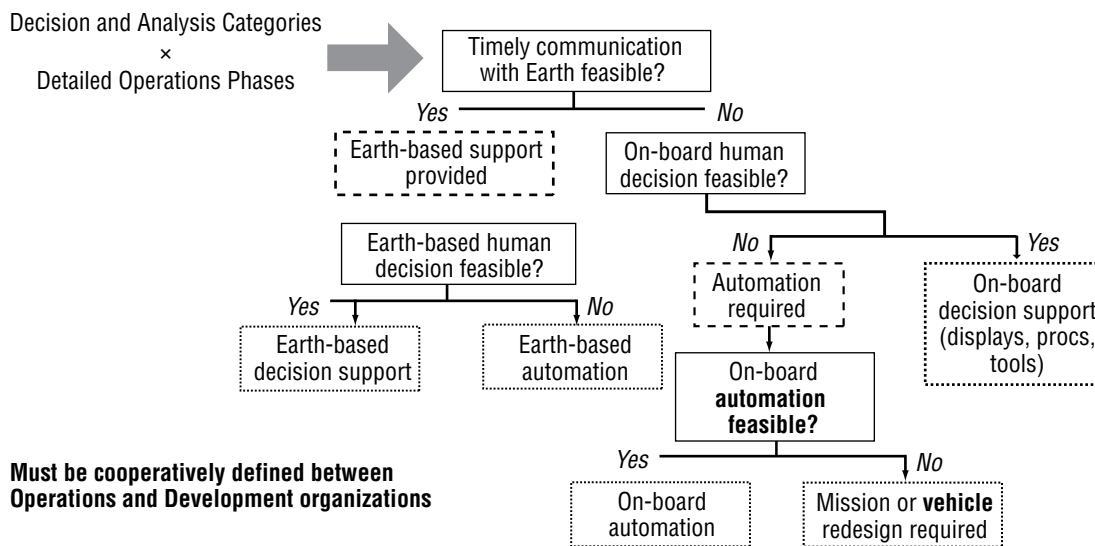 Decision and Analysis Categories
×
Detailed Operations Phases
Timely communication
with Earth feasible?
Yes
No
Earth-based support
provided
On-board human
decision feasible?
Earth-based human
decision feasible?
No
Yes
Automation
required
On-board
decision support
(displays, procs,
tools)
Yes
No
Earth-based
decision support
Earth-based
automation
On-board
automation
feasible?
Must be cooperatively defined between
Operations and Development organizations
Yes
No
On-board
automation
Mission or vehicle
redesign required